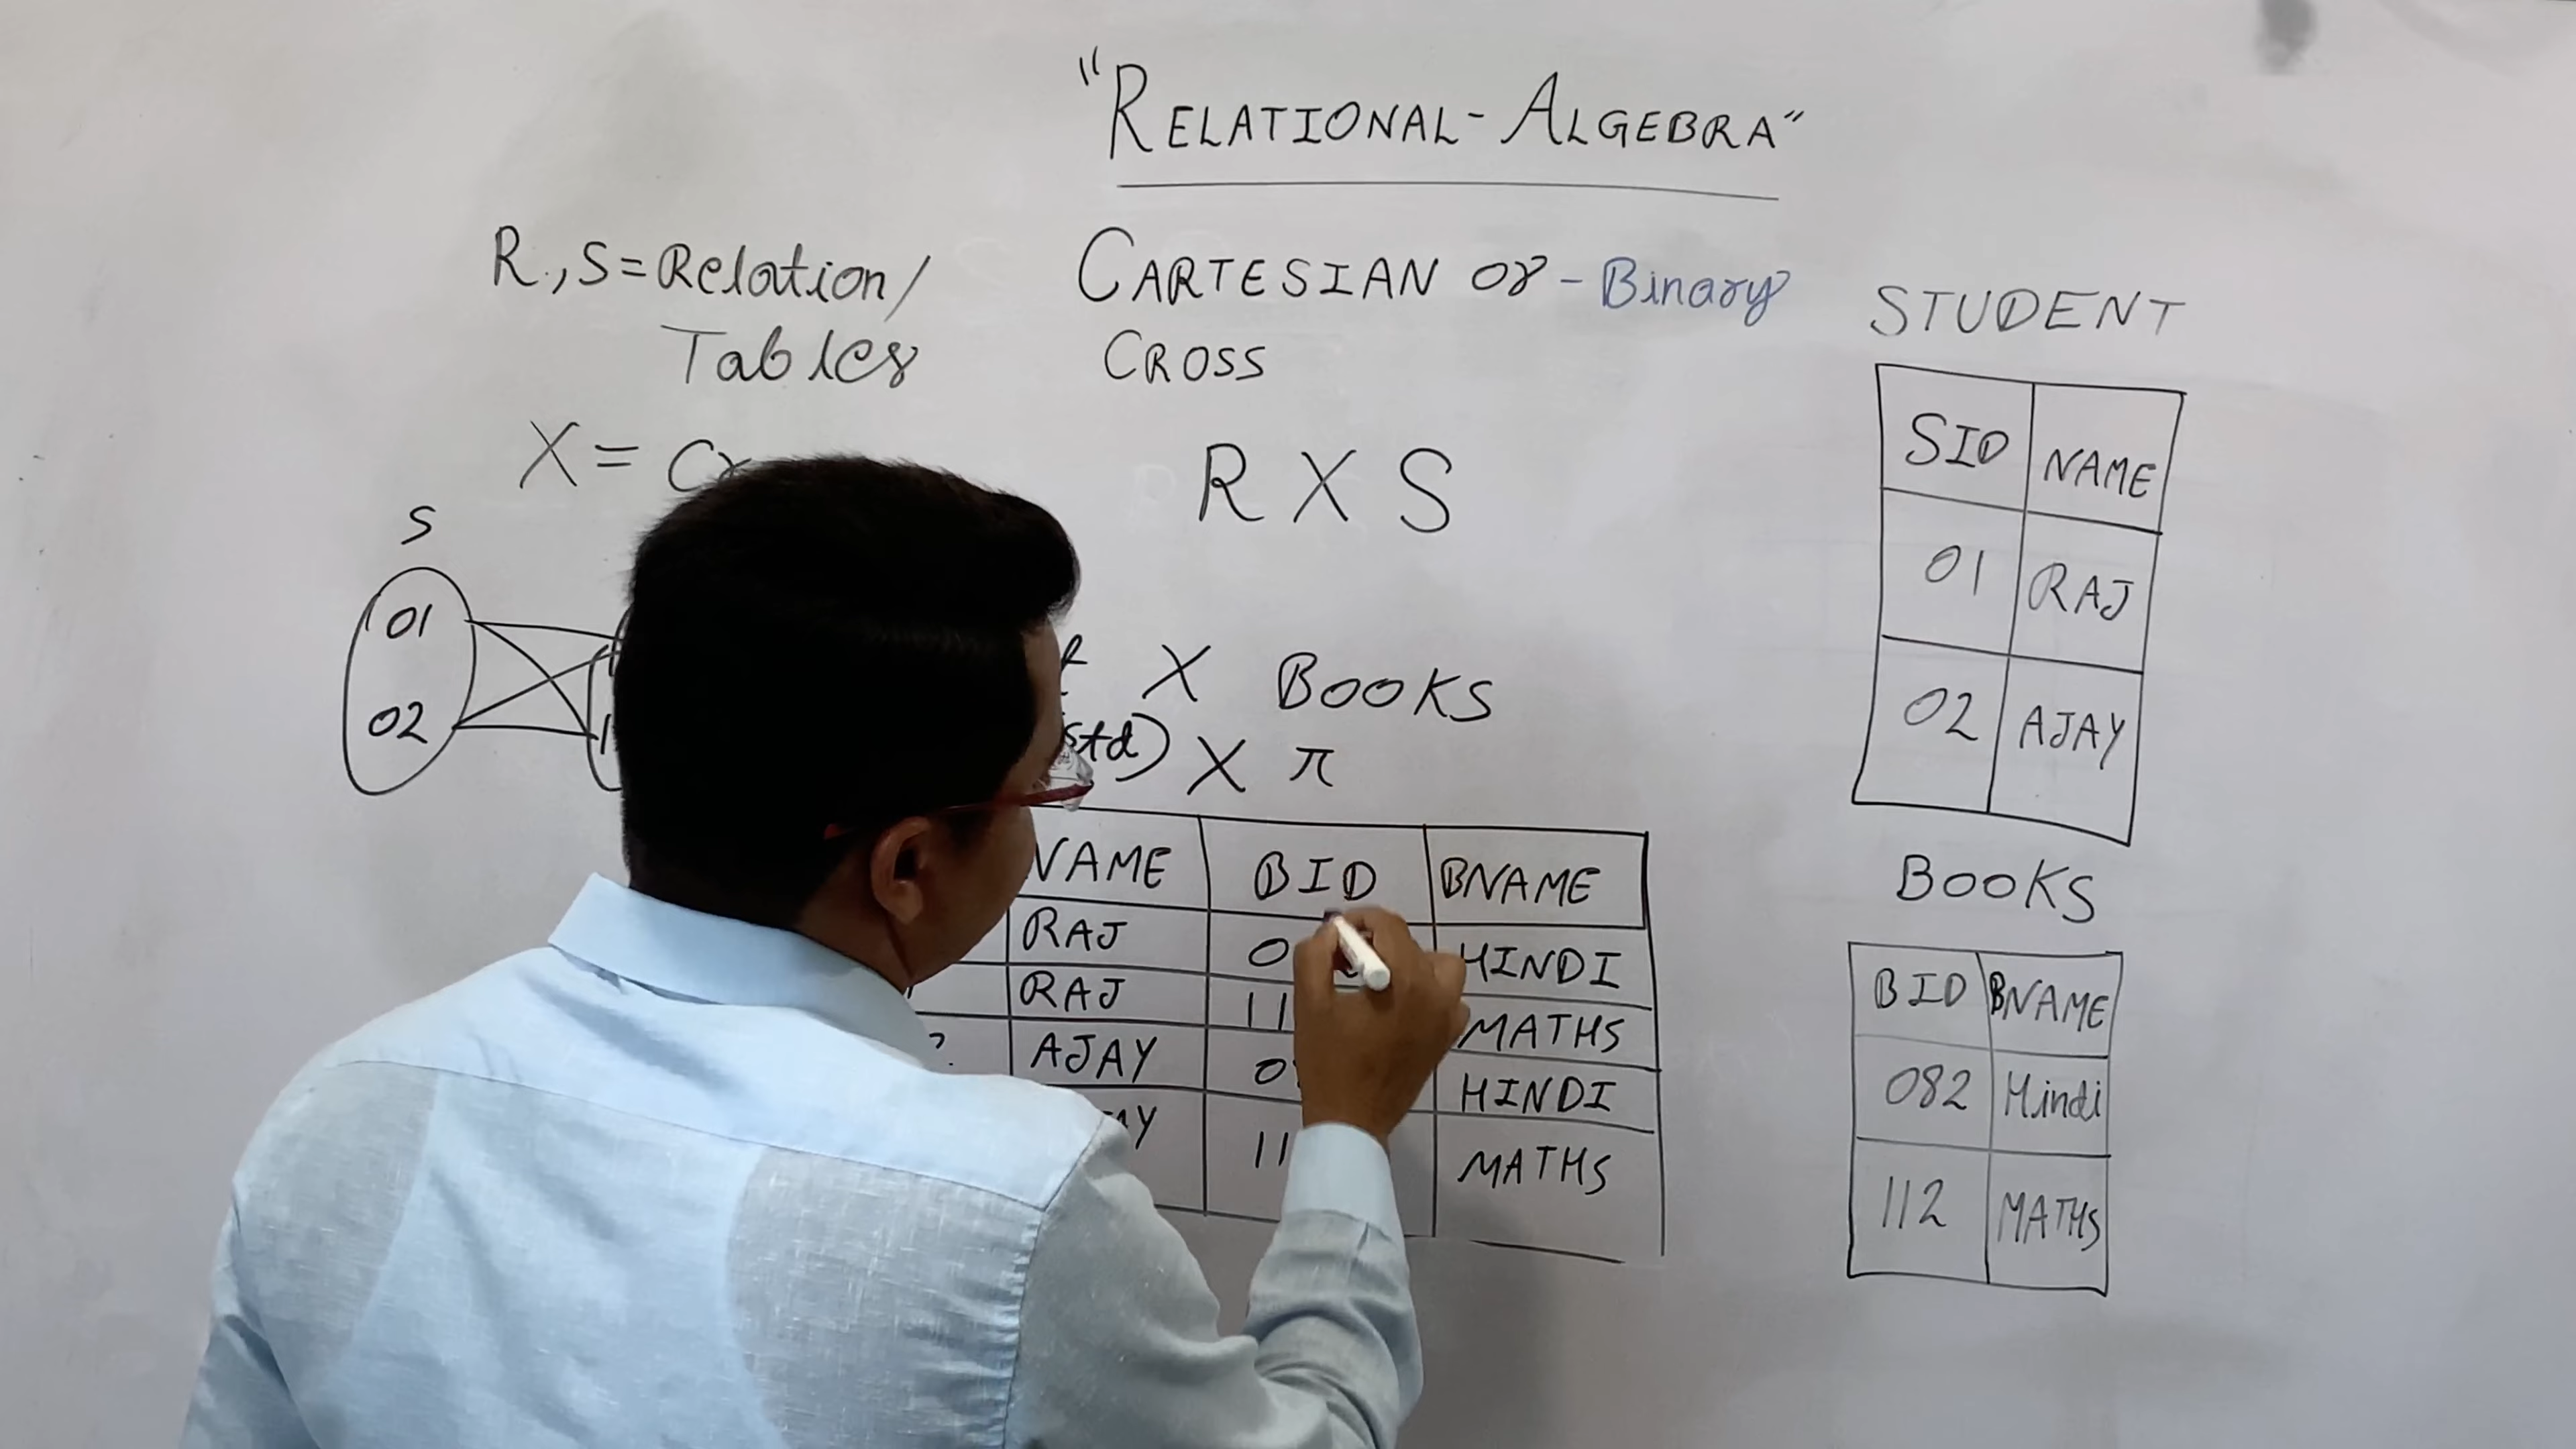 "RELATIONAL-ALGEBRA"
R., S = Relation/
Tables
CARTESIAN or - Binary
CROSS
X =
R X S
S
01
02
X BOOKS
std) X π
NAME BID BNAME
RAJ HINDI
RAJ MATHS
AJAY HINDI
MATHS
STUDENT
SID NAME
01 RAJ
02 AJAY
BOOKS
BID BNAME
082 Hindi
112 MATHS